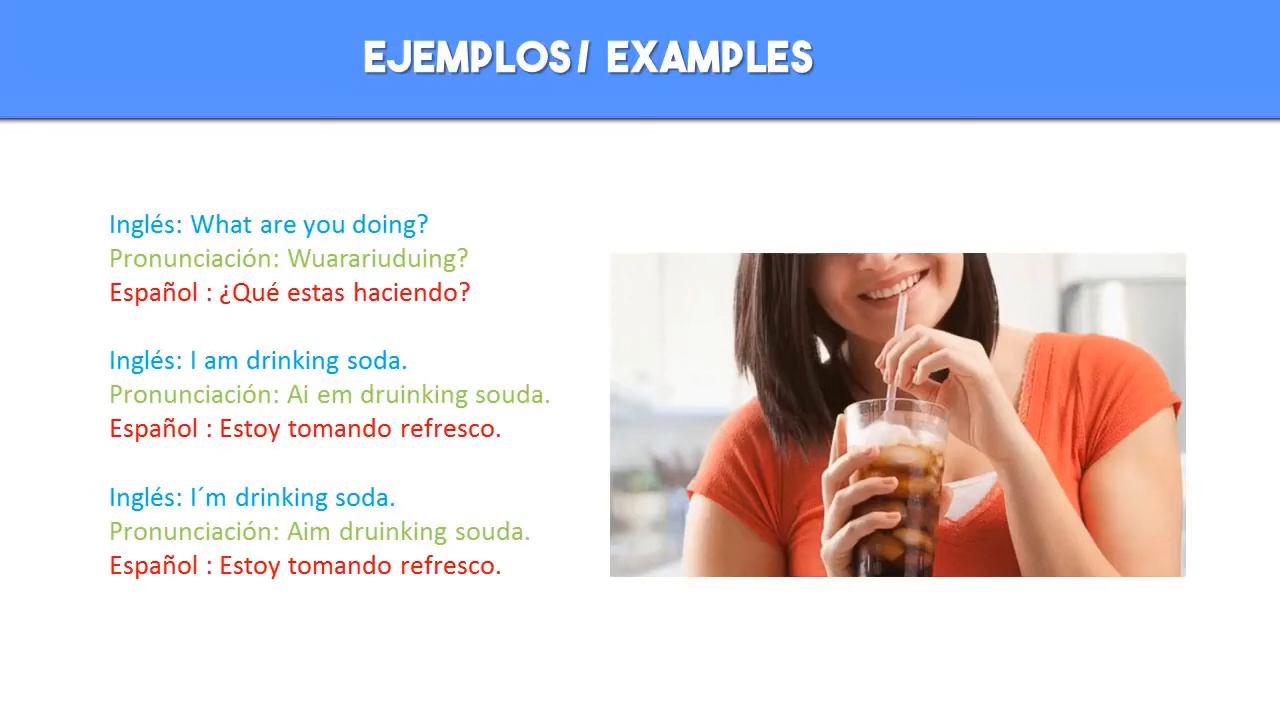 EJEMPLOS/ EXAMPLES
Inglés: What are you doing?
Pronunciación: Wuarariuduing?
Español : ¿Qué estas haciendo?
Inglés: I am drinking soda.
Pronunciación: Ai em druinking souda.
Español : Estoy tomando refresco.
Inglés: I´m drinking soda.
Pronunciación: Aim druinking souda.
Español : Estoy tomando refresco.